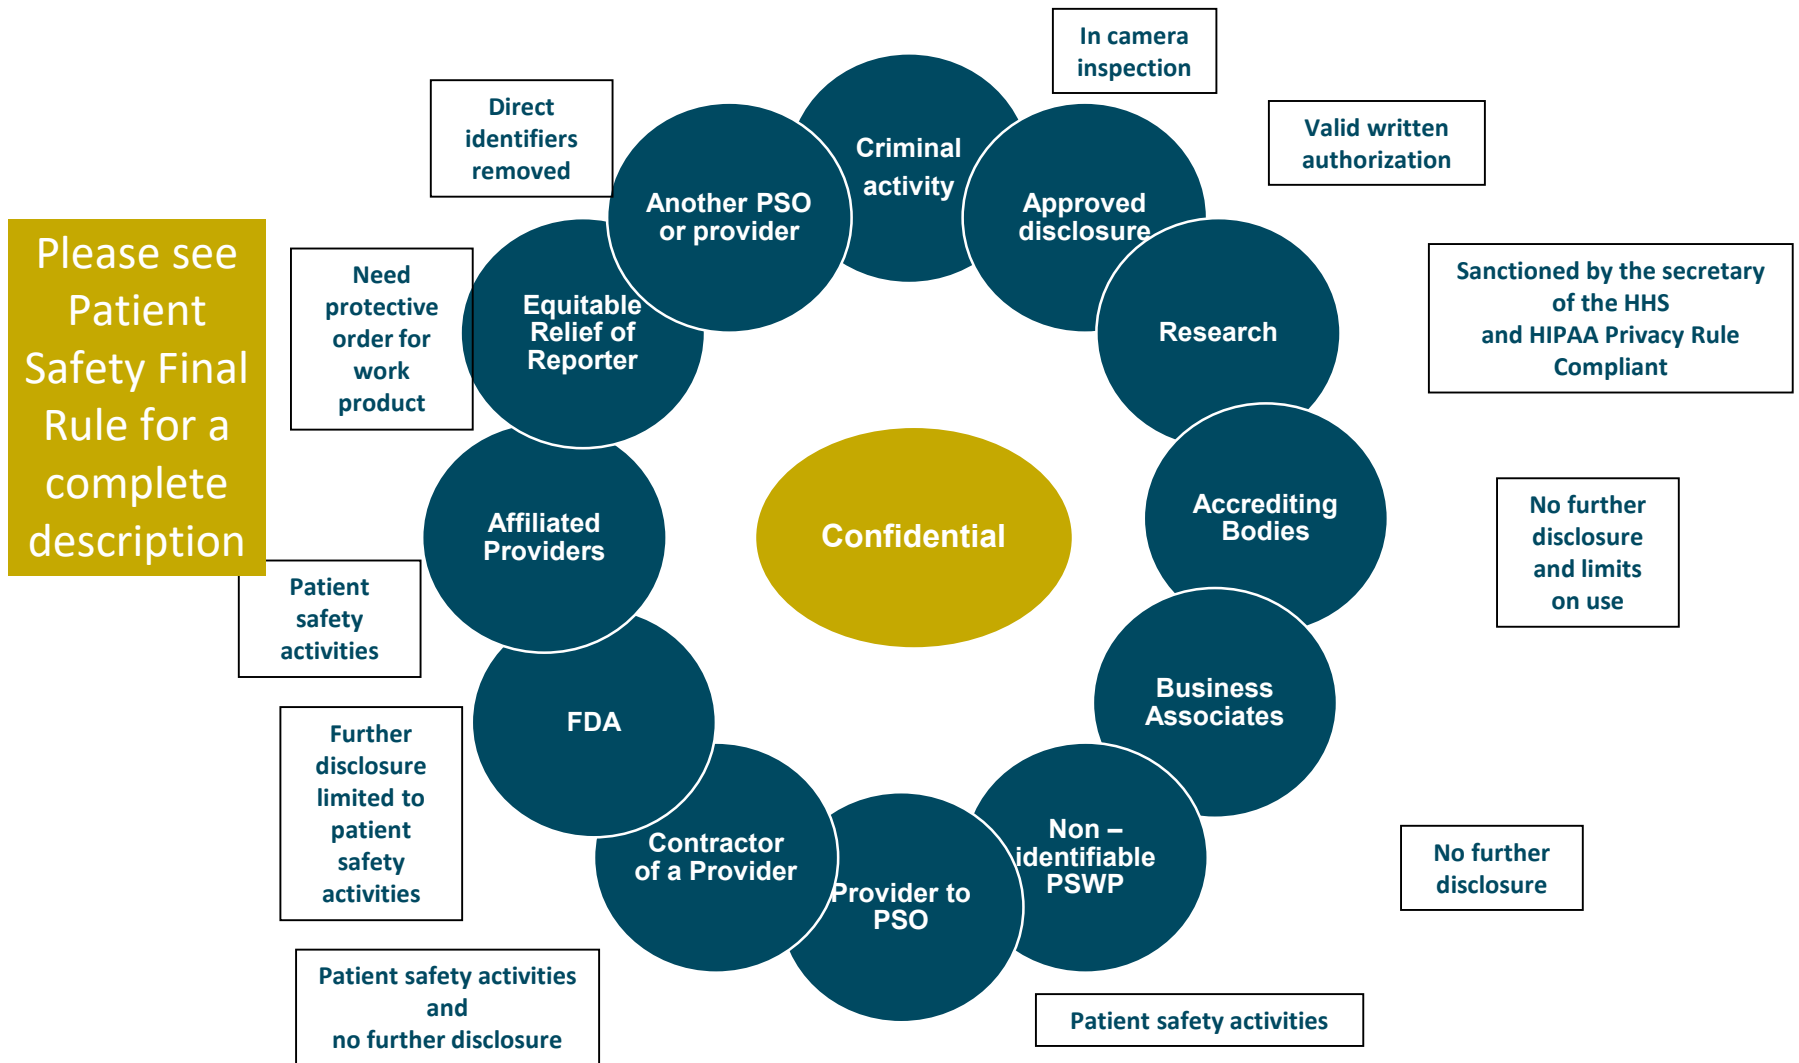 In camera
inspection
Direct
identifiers
removed
Valid written
authorization
Criminal
activity
Another PSO
or provider
Approved
disclosure
Please see
Patient
Safety Final
Rule for a
complete
description
Need
protective
order for
work
product
Equitable
Relief of
Reporter
Research
Sanctioned by the secretary
of the HHS
and HIPAA Privacy Rule
Compliant
Affiliated
Providers
Confidential
Accrediting
Bodies
No further
disclosure
and limits
on use
Patient
safety
activities
FDA
Business
Associates
Further
disclosure
limited to
patient
safety
activities
Contractor
of a Provider
Provider to
PSO
Non –
identifiable
PSWP
No further
disclosure
Patient safety activities
and
no further disclosure
Patient safety activities